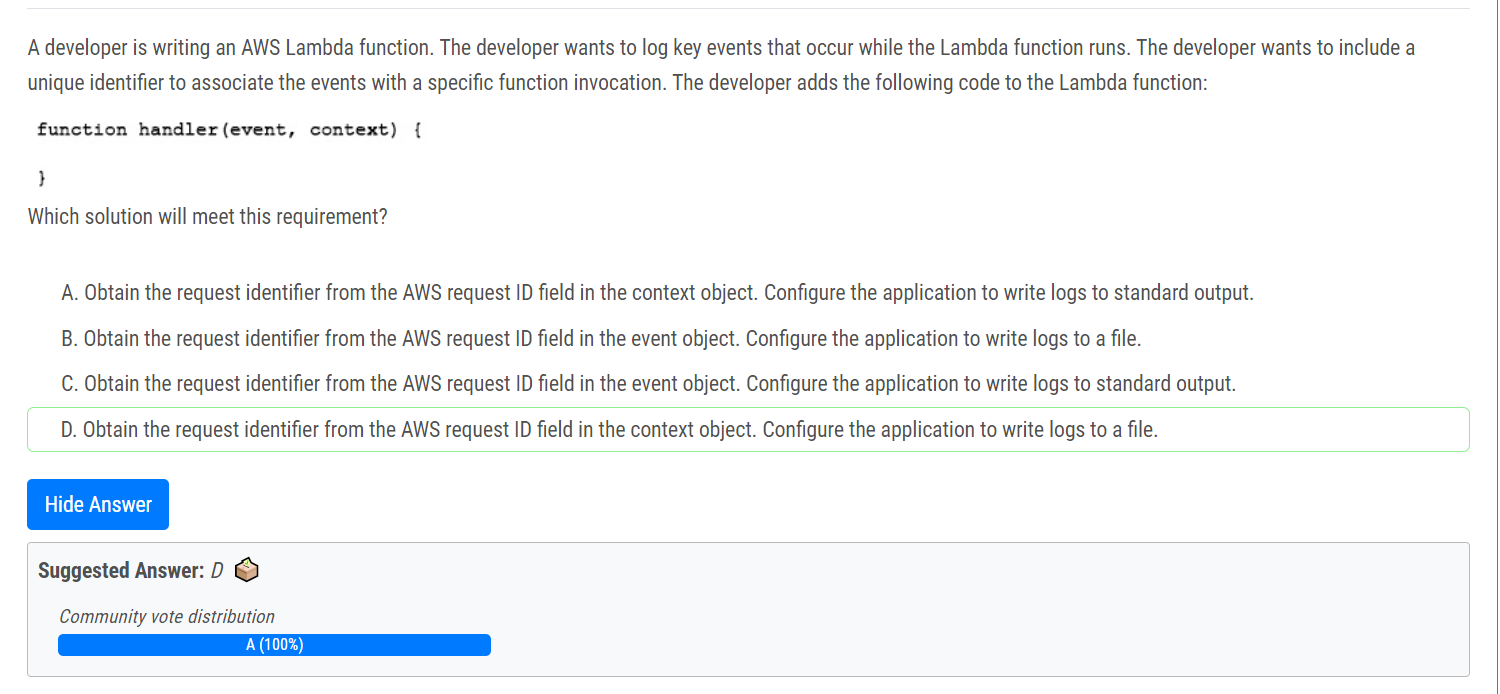 A developer is writing an AWS Lambda function. The developer wants to log key events that occur while the Lambda function runs. The developer wants to include a
unique identifier to associate the events with a specific function invocation. The developer adds the following code to the Lambda function:
function handler(event, context) {
}
Which solution will meet this requirement?
A. Obtain the request identifier from the AWS request ID field in the context object. Configure the application to write logs to standard output.
B. Obtain the request identifier from the AWS request ID field in the event object. Configure the application to write logs to a file.
C. Obtain the request identifier from the AWS request ID field in the event object. Configure the application to write logs to standard output.
D. Obtain the request identifier from the AWS request ID field in the context object. Configure the application to write logs to a file.
Hide Answer
Suggested Answer: D
Community vote distribution
A (100%)